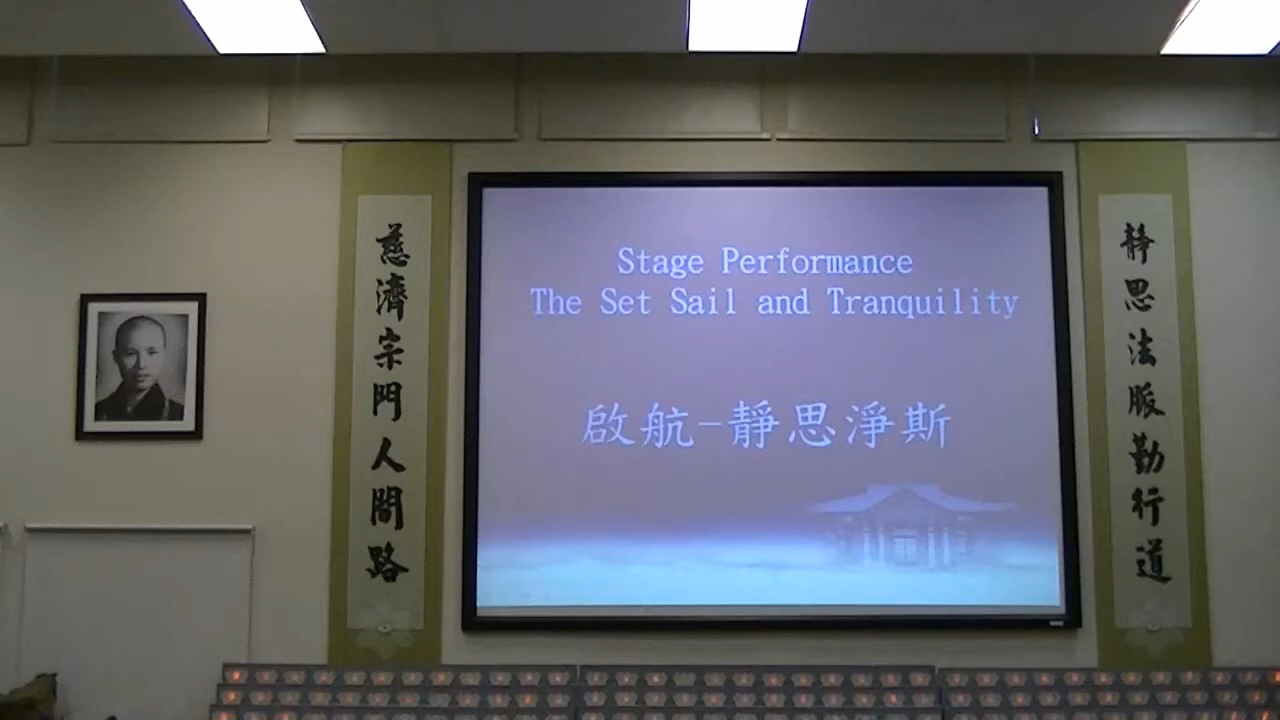 Stage Performance
The Set Sail and Tranquility
啟航-靜思淨斯
靜思法脈勤行道
慈濟宗門人間路